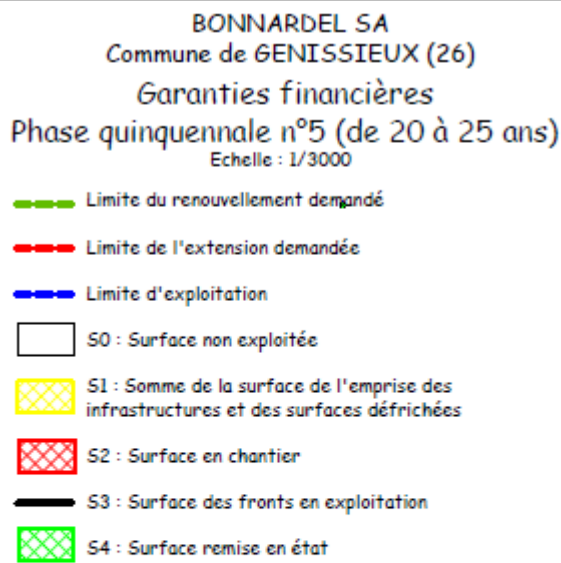 BONNARDEL SA
Commune de GENISSIEUX (26)
Garanties financières
Phase quinquennale n°5 (de 20 à 25 ans)
Echelle : 1/3000
Limite du renouvellement demandé
Limite de l'extension demandée
Limite d'exploitation
S0 : Surface non exploitée
S1 : Somme de la surface de l'emprise des
infrastructures et des surfaces défrichées
S2 : Surface en chantier
S3 : Surface des fronts en exploitation
S4 : Surface remise en état